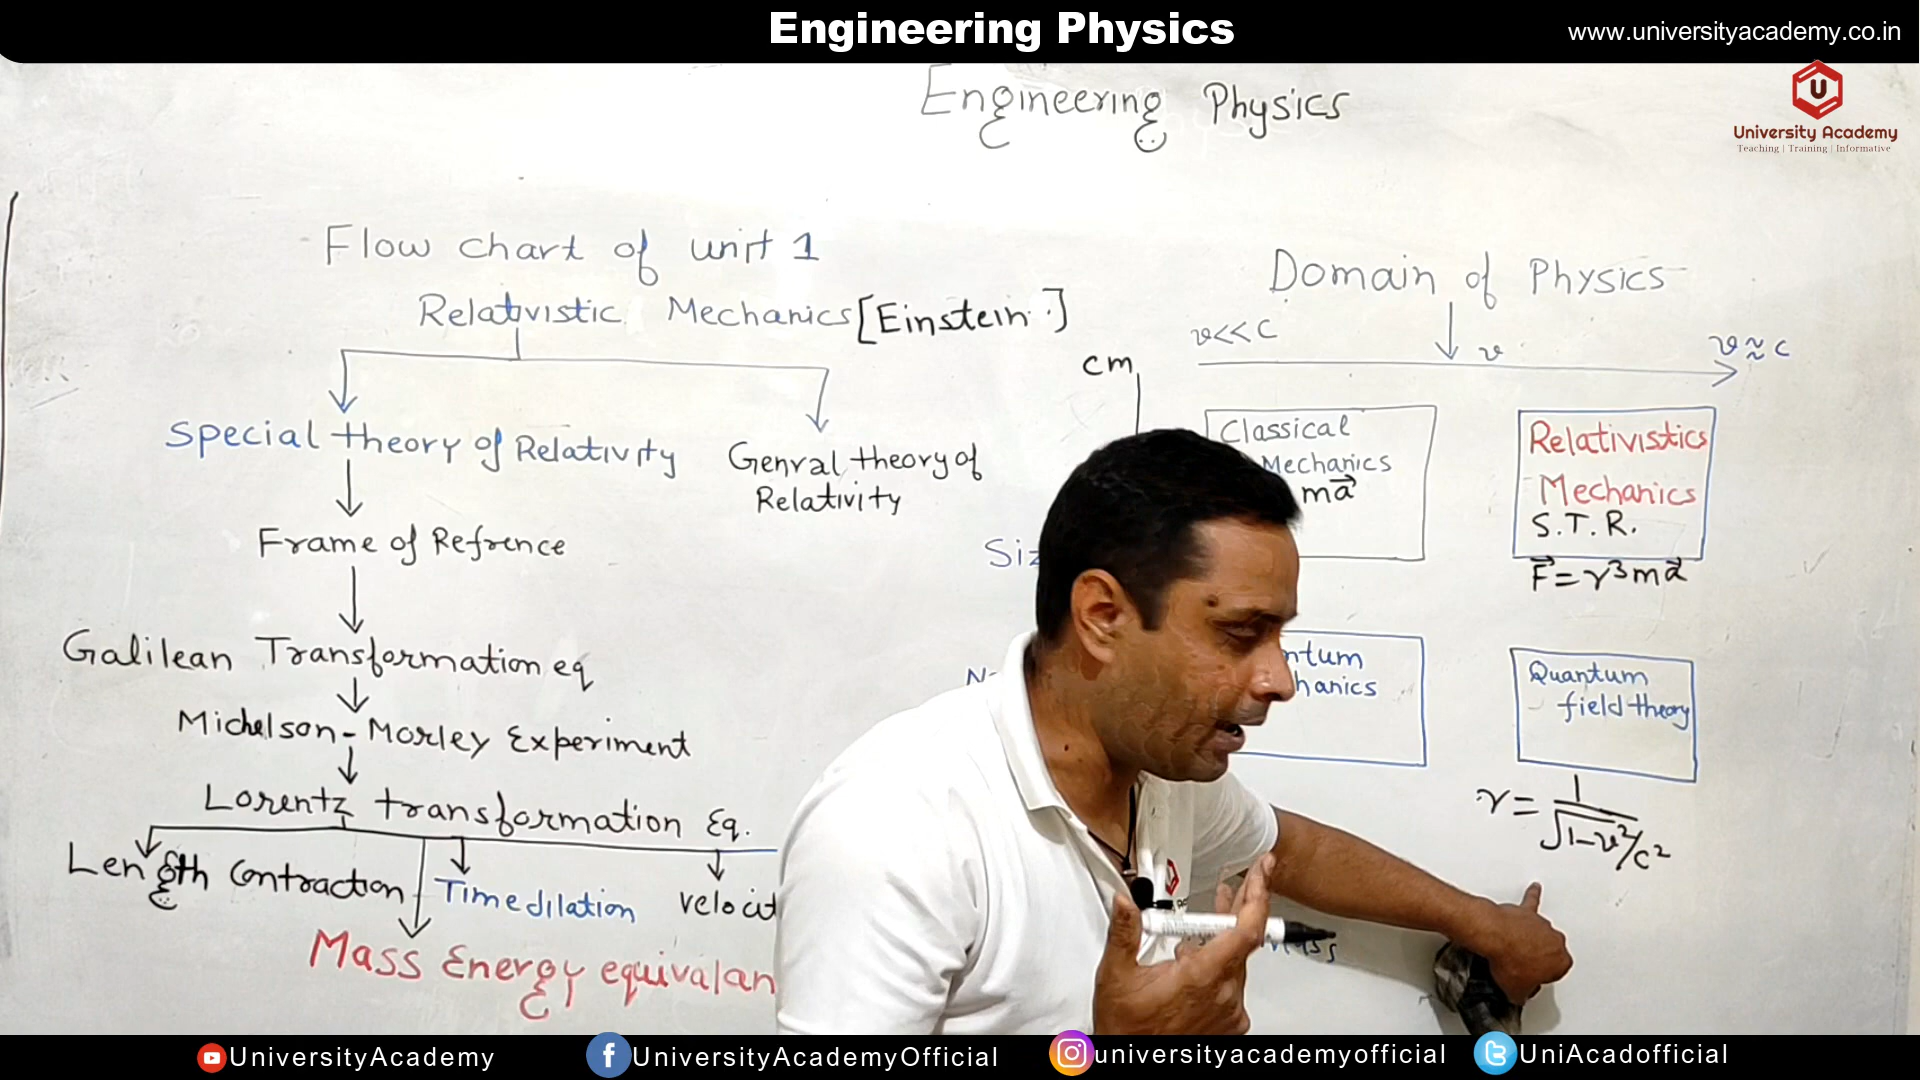 Engineering Physics
www.universityacademy.co.in
U
University Academy
Teaching | Training | Informative
Engineering Physics
Flow chart of unit 1
Relativistic Mechanics [Einstein]
Special theory of Relativity
Genral theory of
Relativity
Frame of Refrence
Galilean Transformation eq
Michelson-Morley Experiment
Lorentz transformation Eq.
Length Contraction
Time dilation
Mass Energy
Domain of Physics
v<<c
v
v≈c
cm
Classical
Mechanics
ma⃗
Relativistics
Mechanics
S.T.R.
F⃗=γ³ma⃗
Quantum
field theory
γ=1/√1-v²/c²
UniversityAcademy
UniversityAcademyOfficial
universityacademyofficial
UniAcadofficial